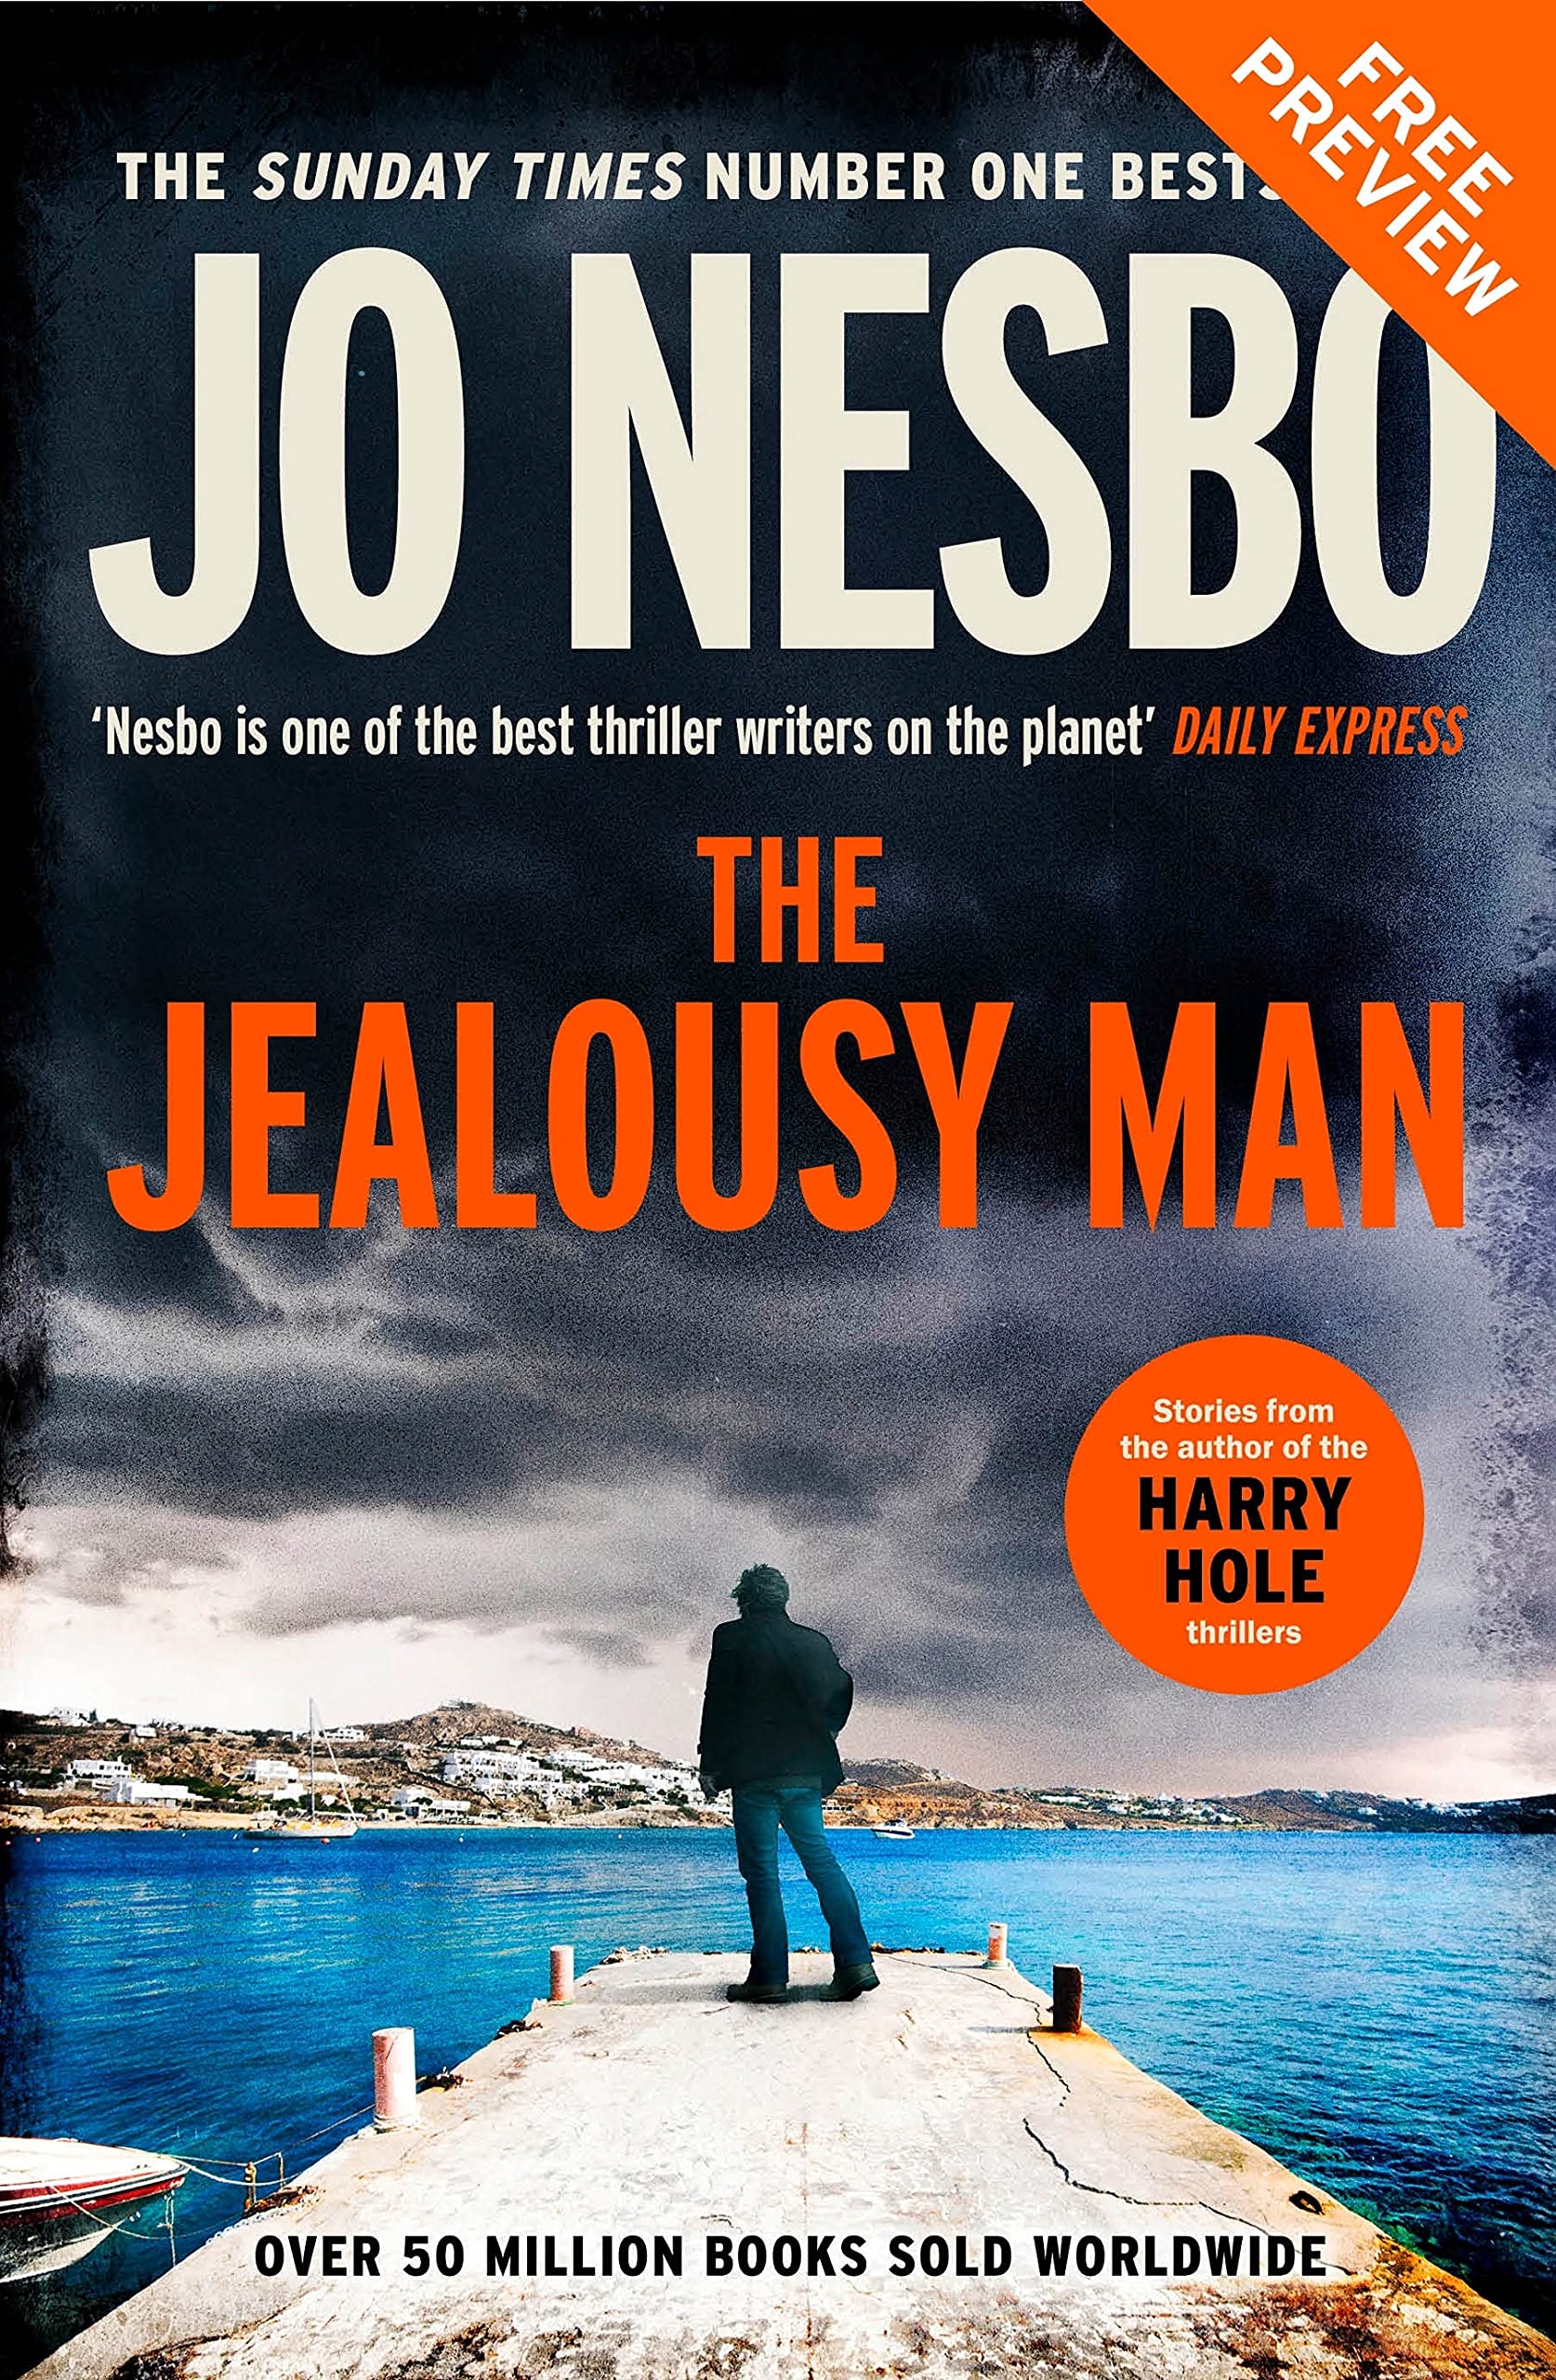 FREE
PREVIEW
THE SUNDAY TIMES NUMBER ONE
JO NESBO
‘Nesbo is one of the best thriller writers on the planet’ DAILY EXPRESS
THE
JEALOUSY MAN
Stories from
the author of the
HARRY
HOLE
thrillers
OVER 50 MILLION BOOKS SOLD WORLDWIDE